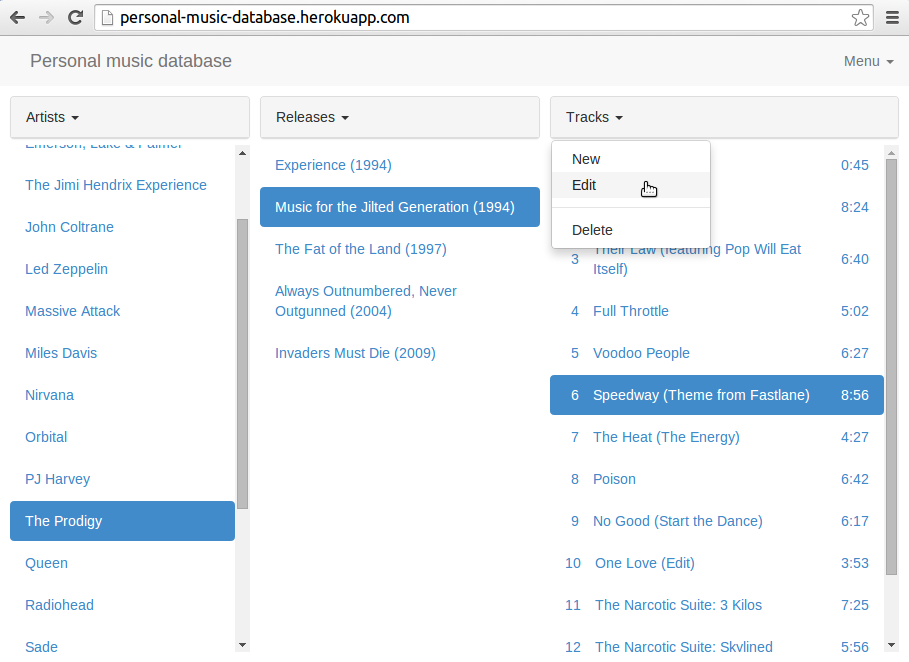 personal-music-database.herokuapp.com
Personal music database
Menu
Artists
Emerson, Lake & Palmer
The Jimi Hendrix Experience
John Coltrane
Led Zeppelin
Massive Attack
Miles Davis
Nirvana
Orbital
PJ Harvey
The Prodigy
Queen
Radiohead
Sade
Releases
Experience (1994)
Music for the Jilted Generation (1994)
The Fat of the Land (1997)
Always Outnumbered, Never
Outgunned (2004)
Invaders Must Die (2009)
Tracks
New
Edit
Delete
0:45
8:24
3 Their Law (featuring Pop Will Eat
Itself) 6:40
4 Full Throttle 5:02
5 Voodoo People 6:27
6 Speedway (Theme from Fastlane) 8:56
7 The Heat (The Energy) 4:27
8 Poison 6:42
9 No Good (Start the Dance) 6:17
10 One Love (Edit) 3:53
11 The Narcotic Suite: 3 Kilos 7:25
12 The Narcotic Suite: Skylined 5:56